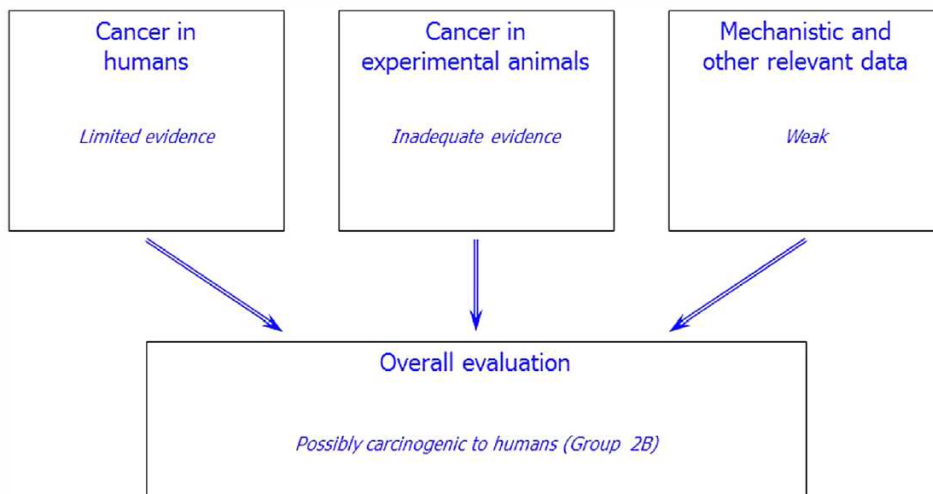 Cancer in
humans
Limited evidence
Cancer in
experimental animals
Inadequate evidence
Mechanistic and
other relevant data
Weak
Overall evaluation
Possibly carcinogenic to humans (Group 2B)